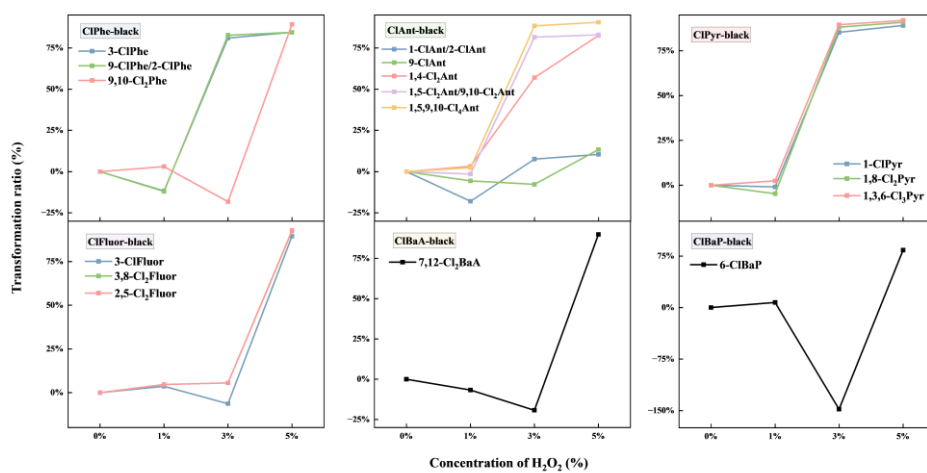 Transformation ratio (%)
ClPhe-black
3-ClPhe
9-ClPhe/2-ClPhe
9,10-Cl₂Phe
75%
50%
25%
0%
−25%
ClAnt-black
1-ClAnt/2-ClAnt
9-ClAnt
1,4-Cl₂Ant
1,5-Cl₂Ant/9,10-Cl₂Ant
1,5,9,10-Cl₄Ant
75%
50%
25%
0%
−25%
ClPyr-black
1-ClPyr
1,8-Cl₂Pyr
1,3,6-Cl₃Pyr
75%
50%
25%
0%
ClFluor-black
3-ClFluor
3,8-Cl₂Fluor
2,5-Cl₂Fluor
75%
50%
25%
0%
0% 1% 3% 5%
ClBaA-black
7,12-Cl₂BaA
75%
50%
25%
0%
−25%
0% 1% 3% 5%
ClBaP-black
6-ClBaP
75%
0%
−75%
−150%
0% 1% 3% 5%
Concentration of H₂O₂ (%)